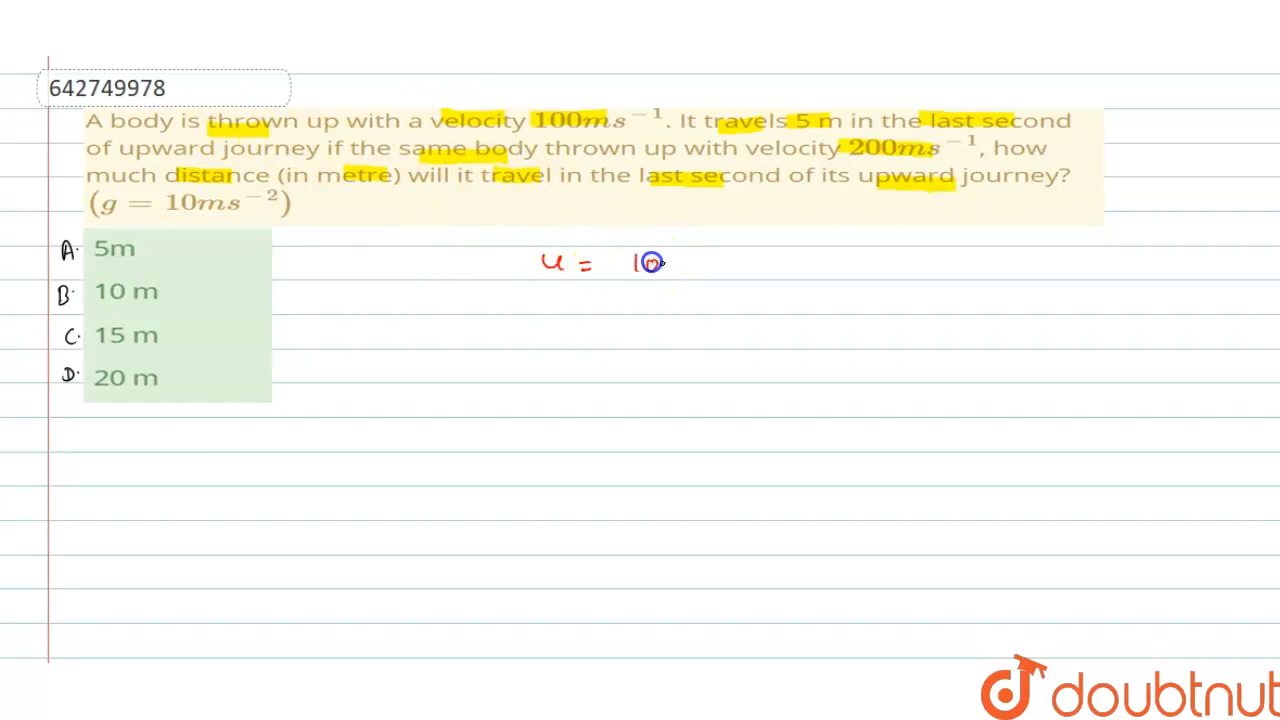 642749978
A body is thrown up with a velocity 100ms⁻¹. It travels 5 m in the last second
of upward journey if the same body thrown up with velocity 200ms⁻¹, how
much distance (in metre) will it travel in the last second of its upward journey?
(g = 10ms⁻²)
A. 5m
u = 10
B. 10 m
C. 15 m
D. 20 m
doubtnut